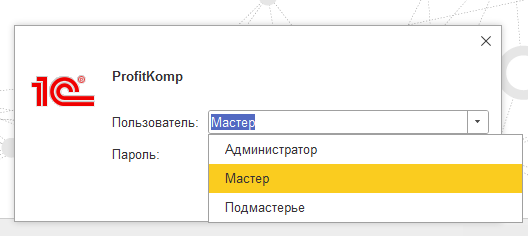 1С®
ProfitKomp
Пользователь: Мастер
Пароль:
Администратор
Мастер
Подмастерье